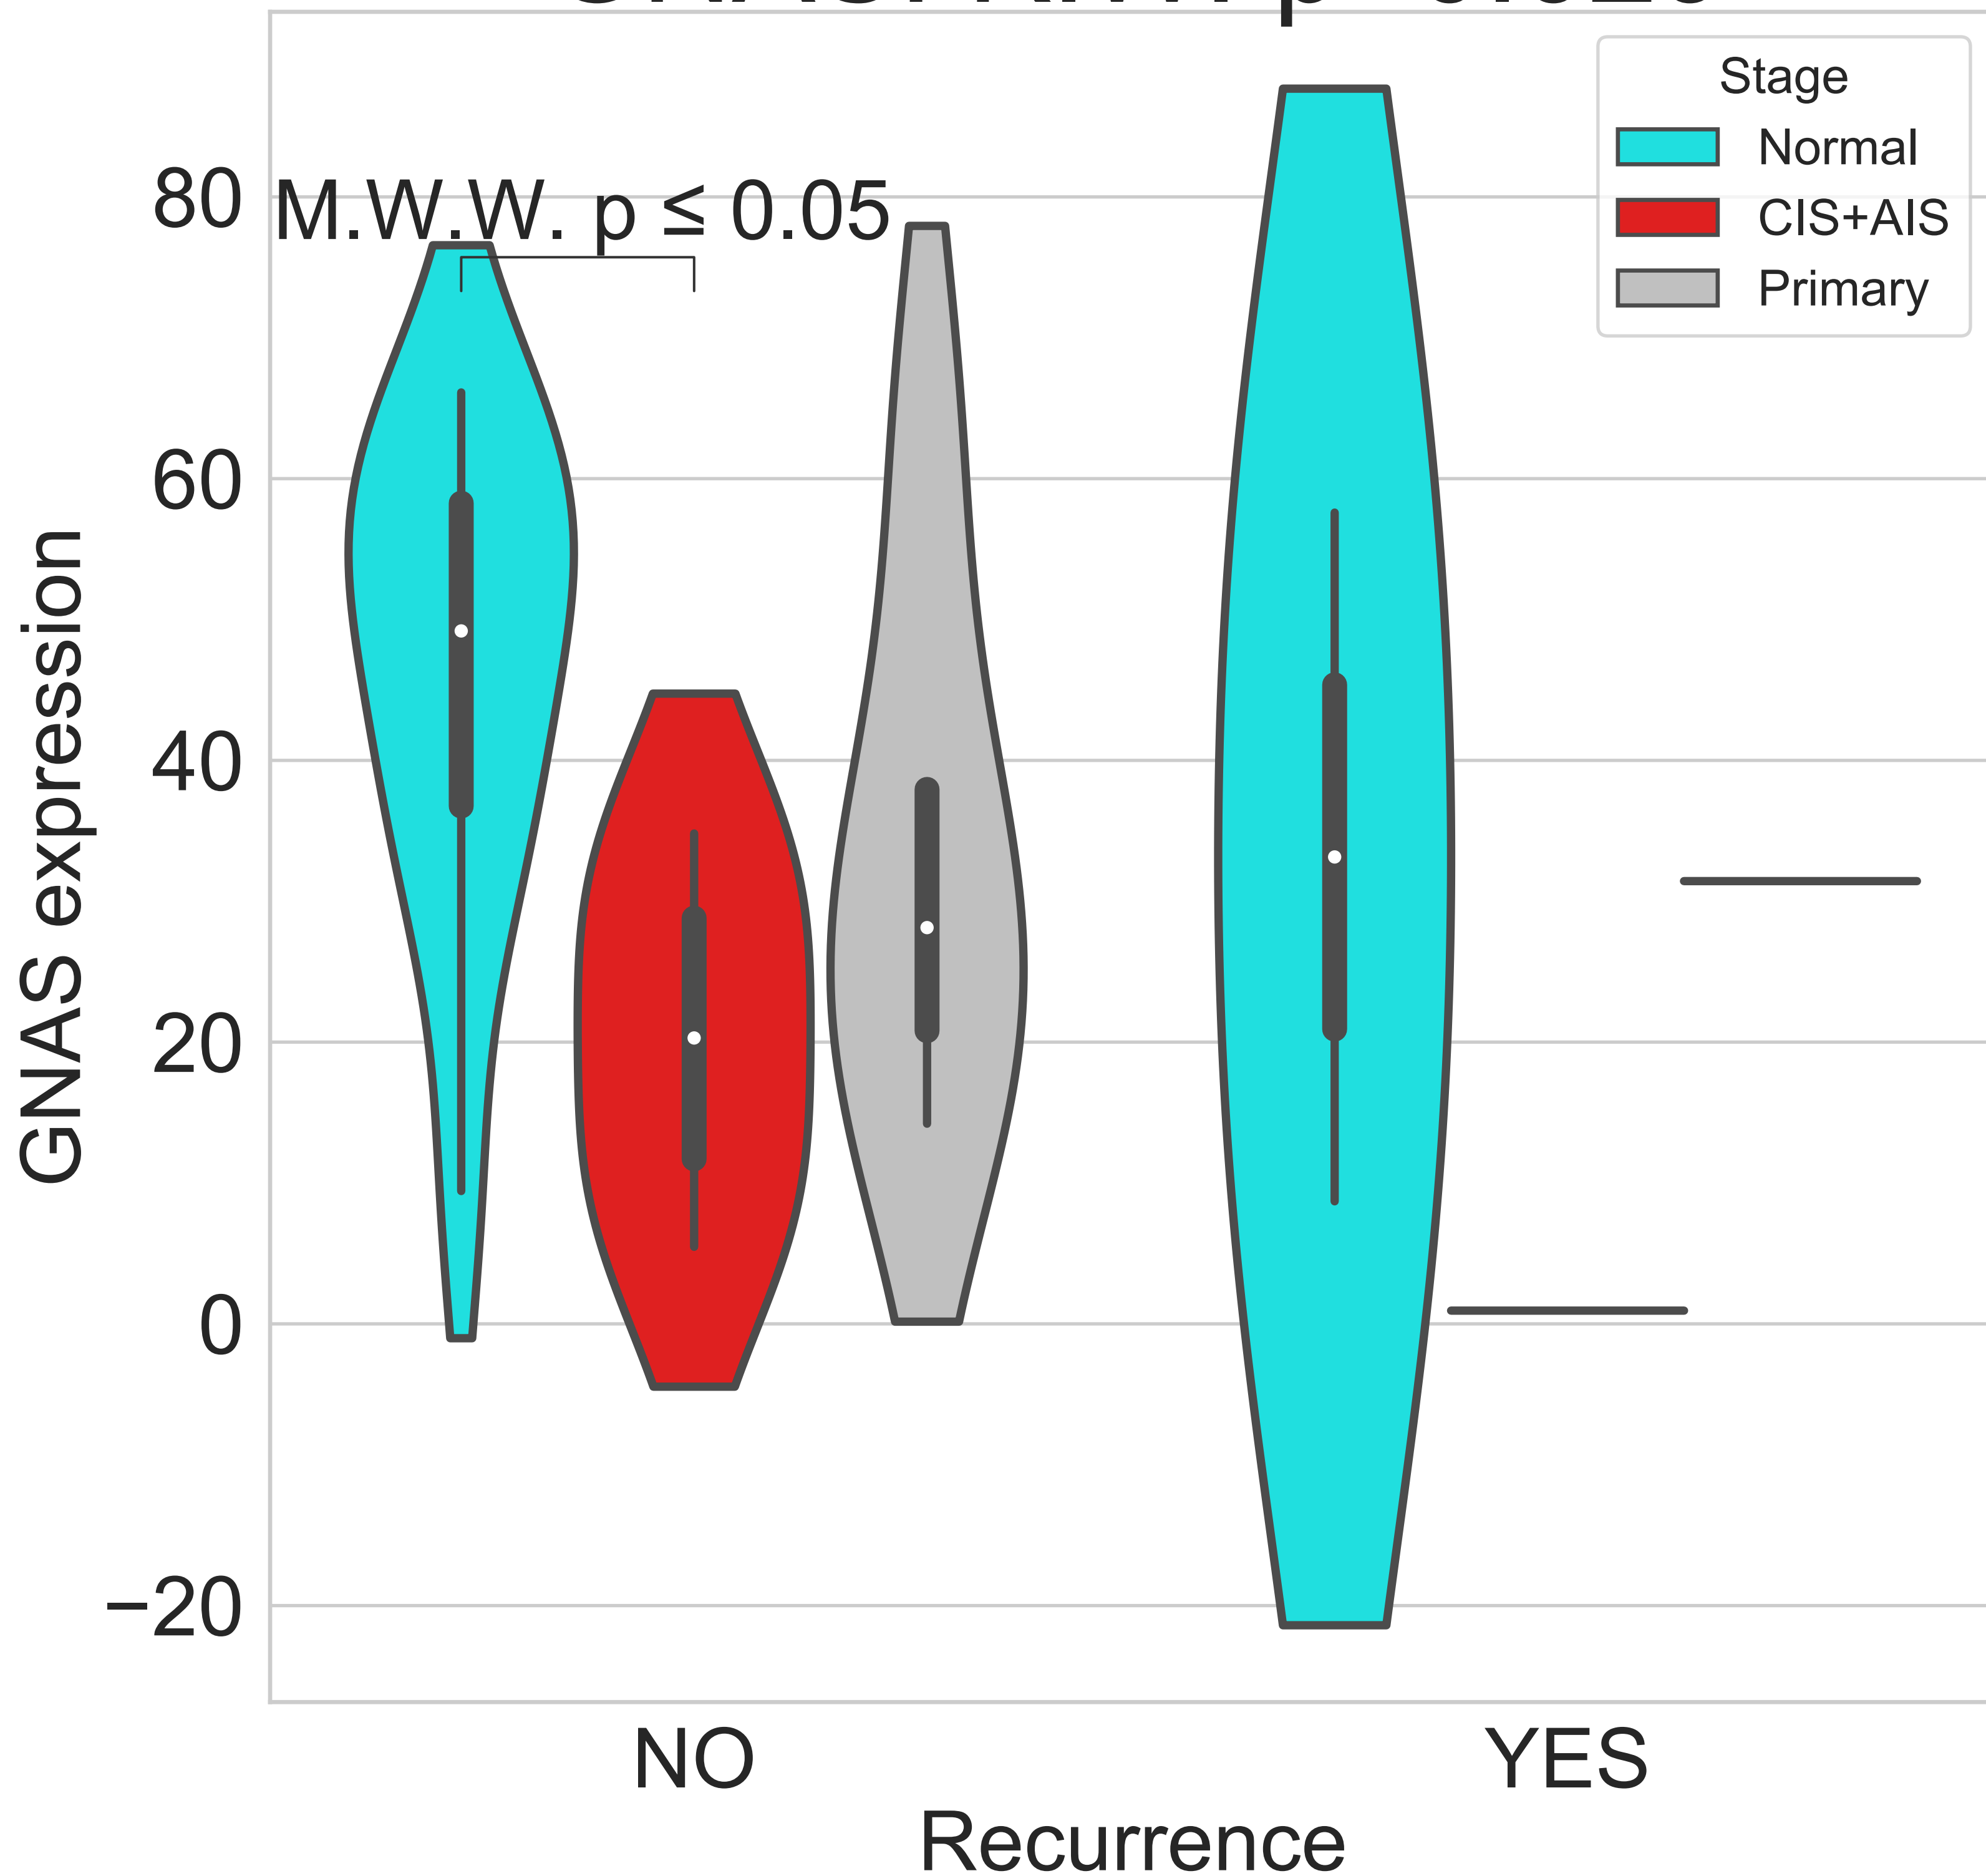 Stage
Normal
CIS+AIS
Primary
M.W.W. p ≤ 0.05
80
60
40
20
0
−20
GNAS expression
NO
YES
Recurrence